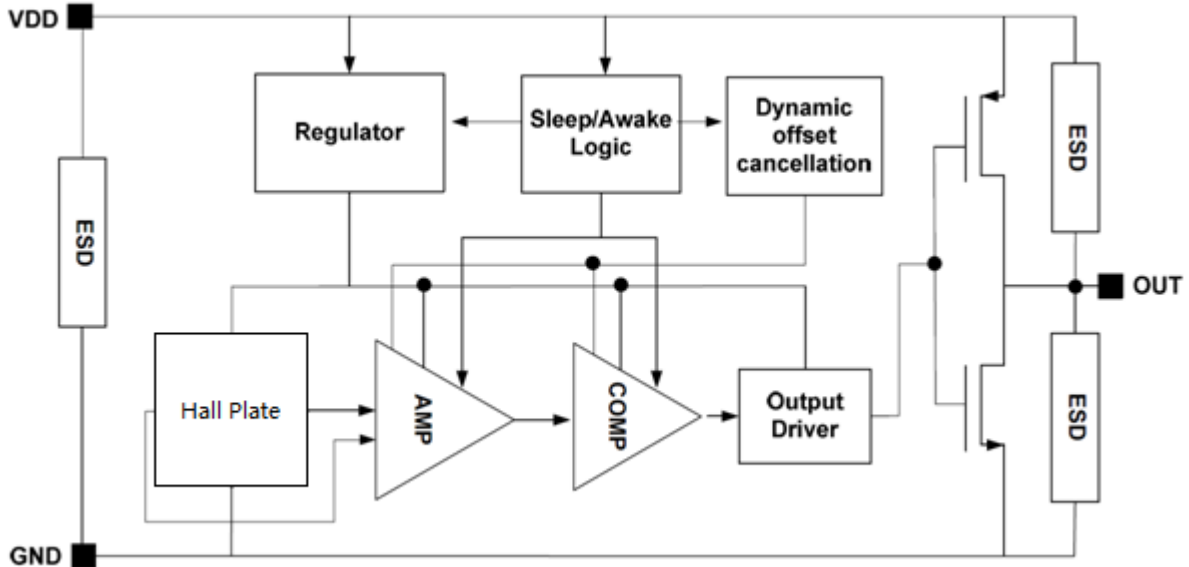 VDD
Regulator
Sleep/Awake
Logic
Dynamic
offset
cancellation
ESD
ESD
OUT
Hall Plate
AMP
COMP
Output
Driver
ESD
GND